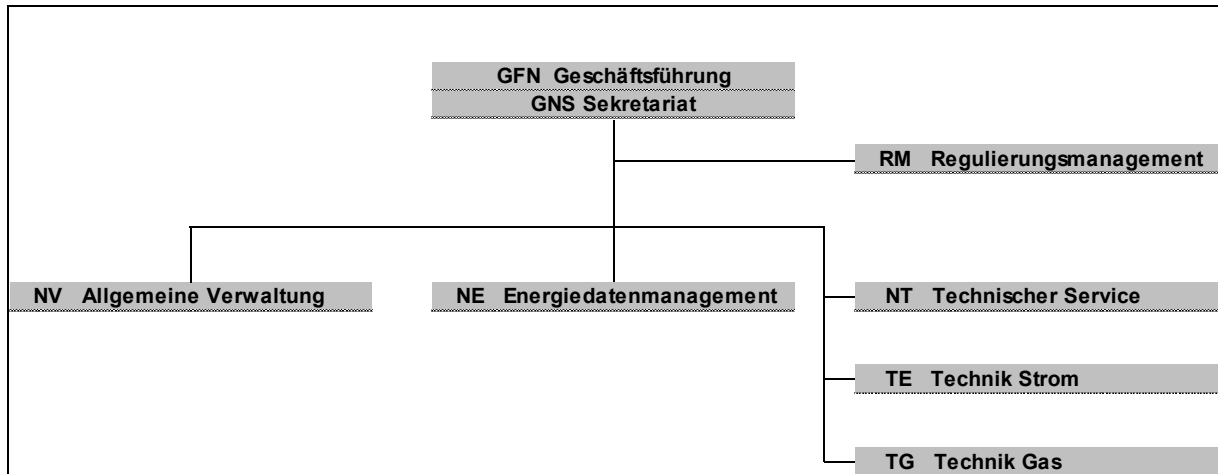 GFN Geschäftsführung
GNS Sekretariat
RM Regulierungsmanagement
NV Allgemeine Verwaltung
NE Energiedatenmanagement
NT Technischer Service
TE Technik Strom
TG Technik Gas